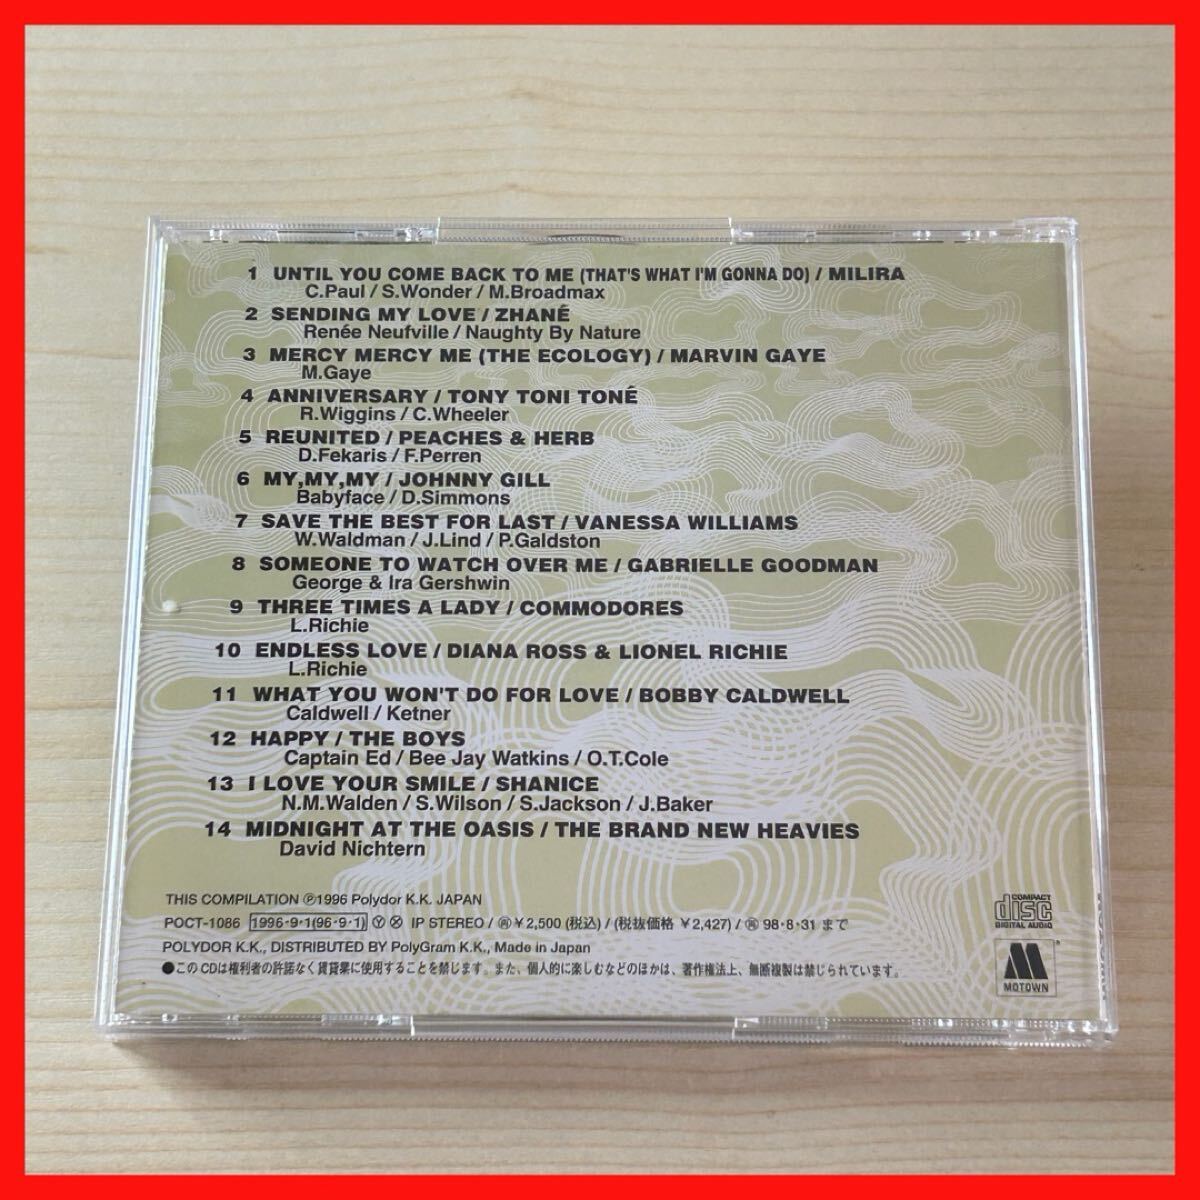 1 UNTIL YOU COME BACK TO ME (THAT'S WHAT I'M GONNA DO) / MILIRA
C.Paul / S.Wonder / M.Broadmax
2 SENDING MY LOVE / ZHANÉ
Renée Neufville / Naughty By Nature
3 MERCY MERCY ME (THE ECOLOGY) / MARVIN GAYE
M.Gaye
4 ANNIVERSARY / TONY TONI TONÉ
R.Wiggins / C.Wheeler
5 REUNITED / PEACHES & HERB
D.Fekaris / F.Perren
6 MY,MY,MY / JOHNNY GILL
Babyface / D.Simmons
7 SAVE THE BEST FOR LAST / VANESSA WILLIAMS
W.Waldman / J.Lind / P.Galdston
8 SOMEONE TO WATCH OVER ME / GABRIELLE GOODMAN
George & Ira Gershwin
9 THREE TIMES A LADY / COMMODORES
L.Richie
10 ENDLESS LOVE / DIANA ROSS & LIONEL RICHIE
L.Richie
11 WHAT YOU WON'T DO FOR LOVE / BOBBY CALDWELL
Caldwell / Ketner
12 HAPPY / THE BOYS
Captain Ed / Bee Jay Watkins / O.T.Cole
13 I LOVE YOUR SMILE / SHANICE
N.M.Walden / S.Wilson / S.Jackson / J.Baker
14 MIDNIGHT AT THE OASIS / THE BRAND NEW HEAVIES
David Nichtern
THIS COMPILATION ℗1996 Polydor K.K. JAPAN
POCT-1086 1996・9・1(96・9・1) Ⓨ Ⓧ IP STEREO / ㊢ ¥2,500 (税込) / (税抜価格 ¥2,427) / ㊢ 98・8・31 まで
POLYDOR K.K., DISTRIBUTED BY PolyGram K.K., Made in Japan
●このCDは権利者の許諾なく賃貸業に使用することを禁じます。また、個人的に楽しむなどのほかは、著作権法上、無断複製は禁じられています。
COMPACT
disc
DIGITAL AUDIO
MOTOWN